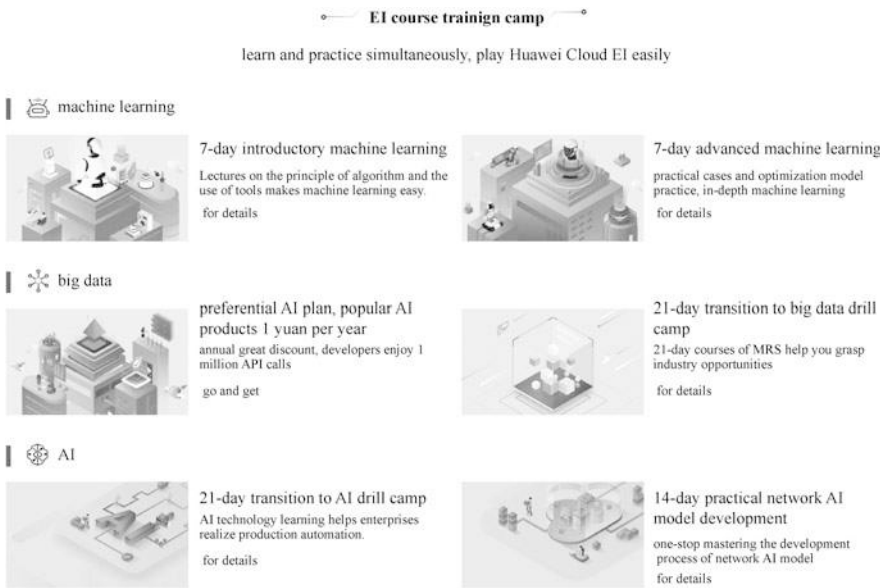 EI course trainign camp
learn and practice simultaneously, play Huawei Cloud EI easily
machine learning
7-day introductory machine learning
Lectures on the principle of algorithm and the
use of tools makes machine learning easy.
for details
7-day advanced machine learning
practical cases and optimization model
practice, in-depth machine learning
for details
big data
preferential AI plan, popular AI
products 1 yuan per year
annual great discount, developers enjoy 1
million API calls
go and get
21-day transition to big data drill
camp
21-day courses of MRS help you grasp
industry opportunities
for details
AI
21-day transition to AI drill camp
AI technology learning helps enterprises
realize production automation.
for details
14-day practical network AI
model development
one-stop mastering the development
process of network AI model
for details